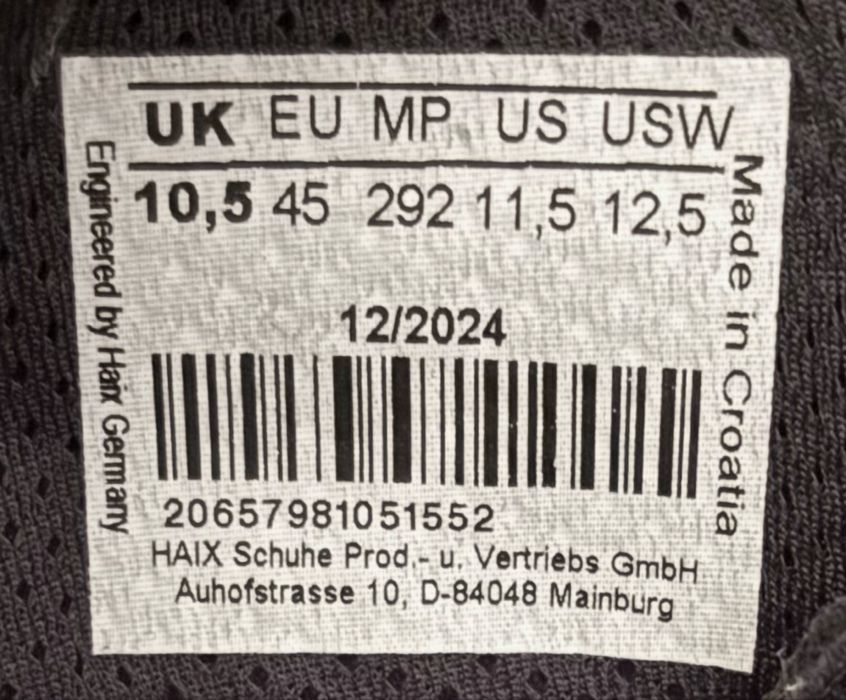 UK EU MP US USW
10,5 45 292 11,5 12,5
12/2024
20657981051552
HAIX Schuhe Prod.- u. Vertriebs GmbH
Auhofstrasse 10, D-84048 Mainburg
Engineered by Haix Germany
Made in Croatia